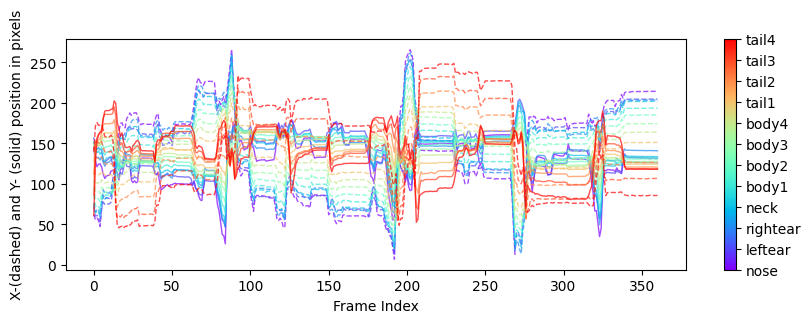 X-(dashed) and Y- (solid) position in pixels
250
200
150
100
50
0
0 50 100 150 200 250 300 350
Frame Index
tail4
tail3
tail2
tail1
body4
body3
body2
body1
neck
rightear
leftear
nose